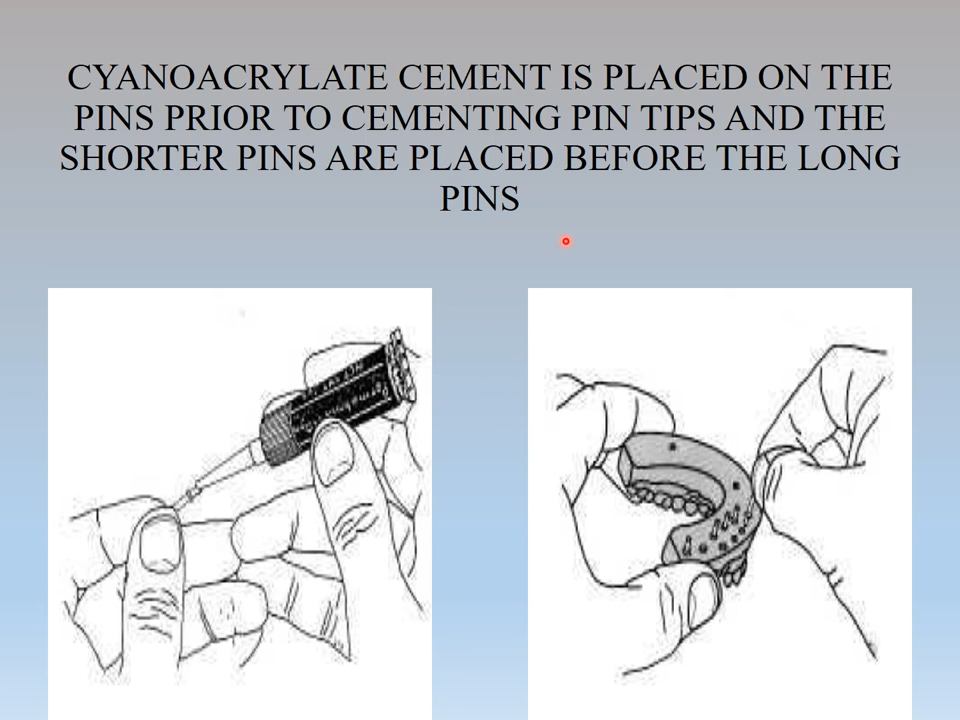 CYANOACRYLATE CEMENT IS PLACED ON THE
PINS PRIOR TO CEMENTING PIN TIPS AND THE
SHORTER PINS ARE PLACED BEFORE THE LONG
PINS